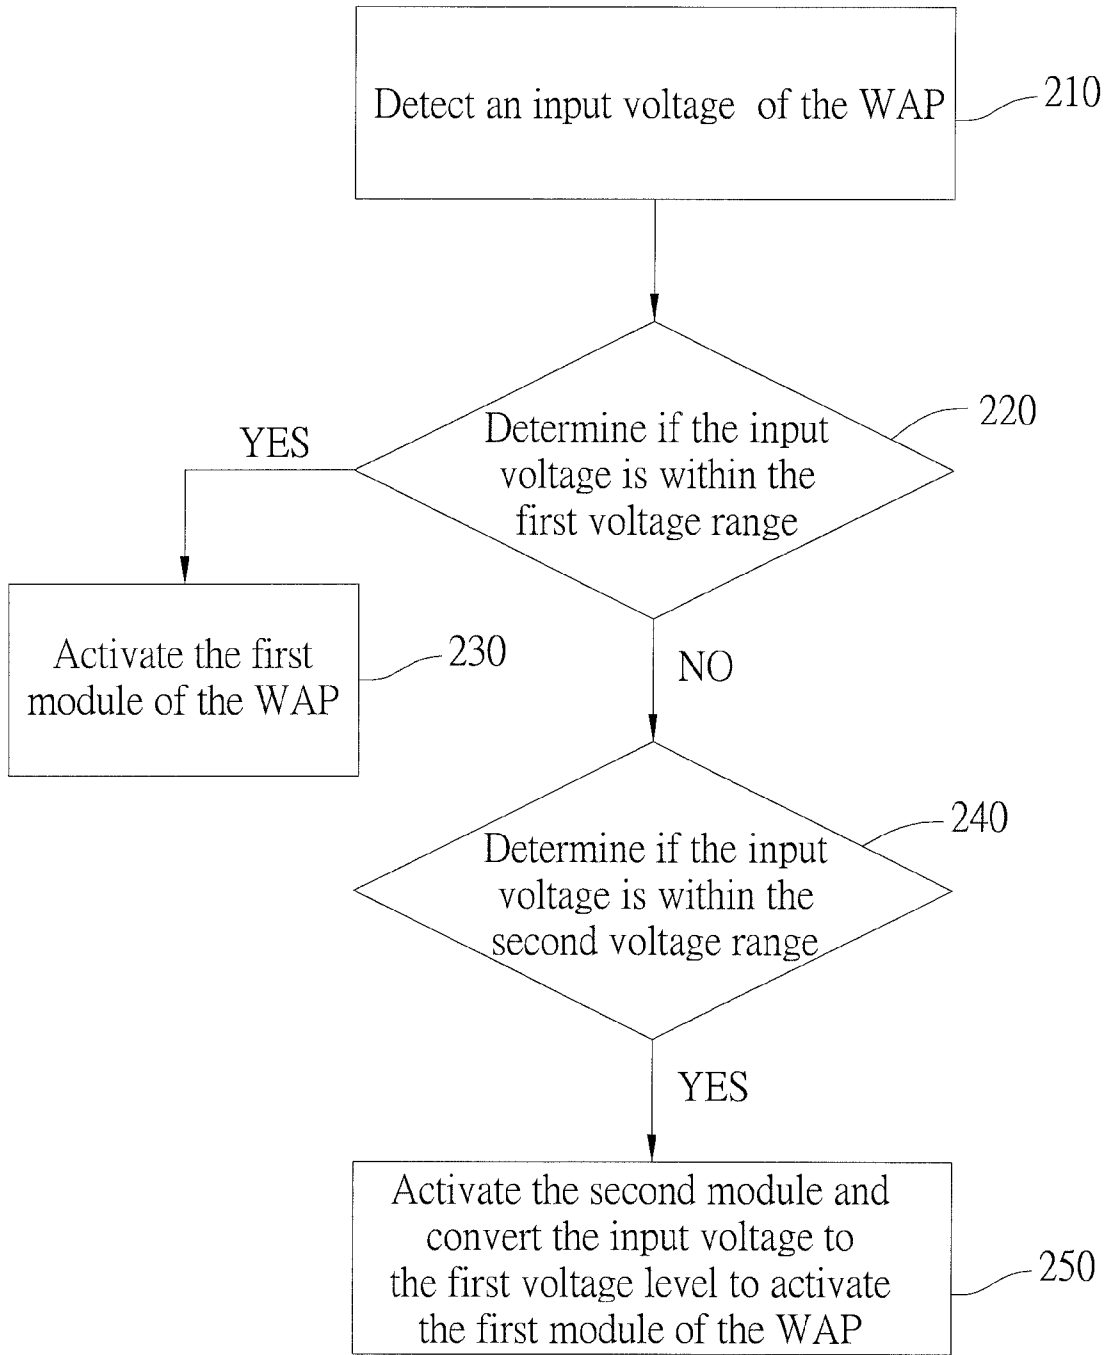 Detect an input voltage of the WAP
210
Determine if the input
voltage is within the
first voltage range
220
YES
Activate the first
module of the WAP
230
NO
Determine if the input
voltage is within the
second voltage range
240
YES
Activate the second module and
convert the input voltage to
the first voltage level to activate
the first module of the WAP
250